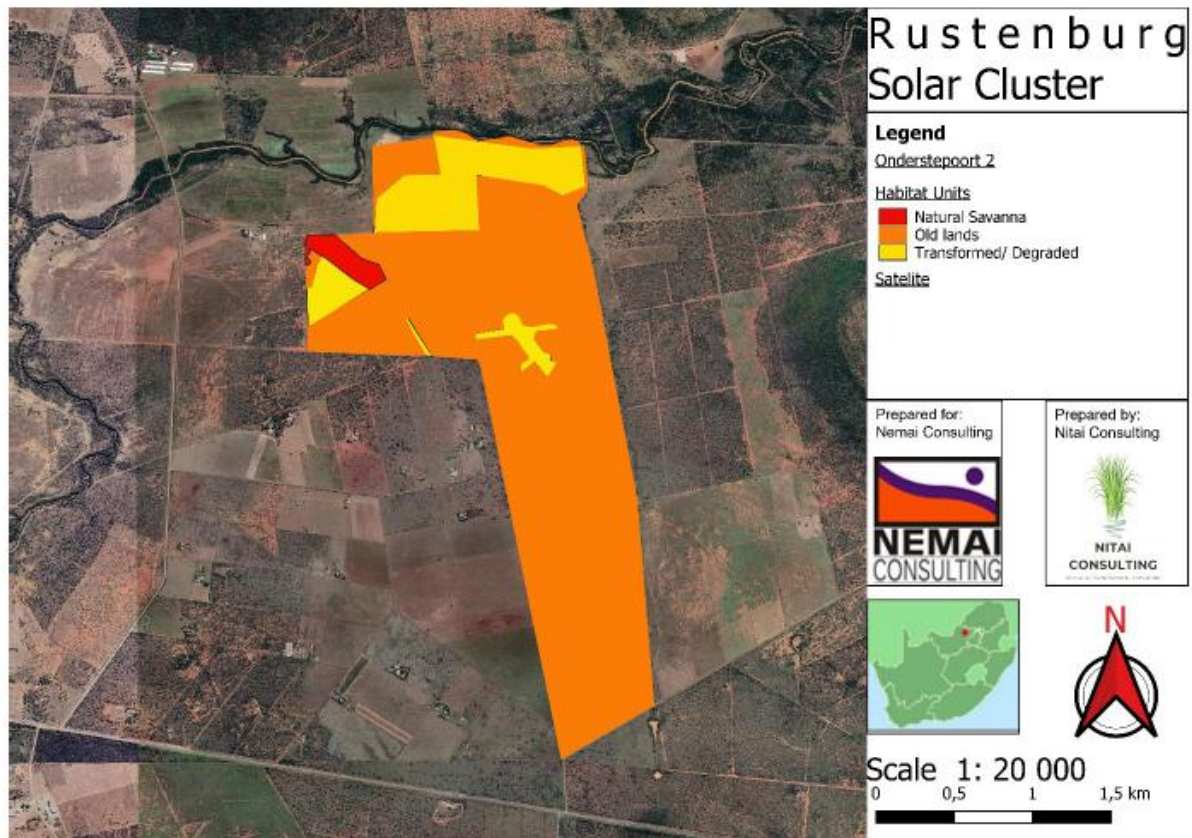 Rustenburg
Solar Cluster
Legend
Onderstepoort 2
Habitat Units
Natural Savanna
Old lands
Transformed/ Degraded
Satelite
Prepared for:
Nemai Consulting
NEMAI
CONSULTING
Prepared by:
Nitai Consulting
NITAI
CONSULTING
N
Scale 1: 20 000
0 0,5 1 1,5 km